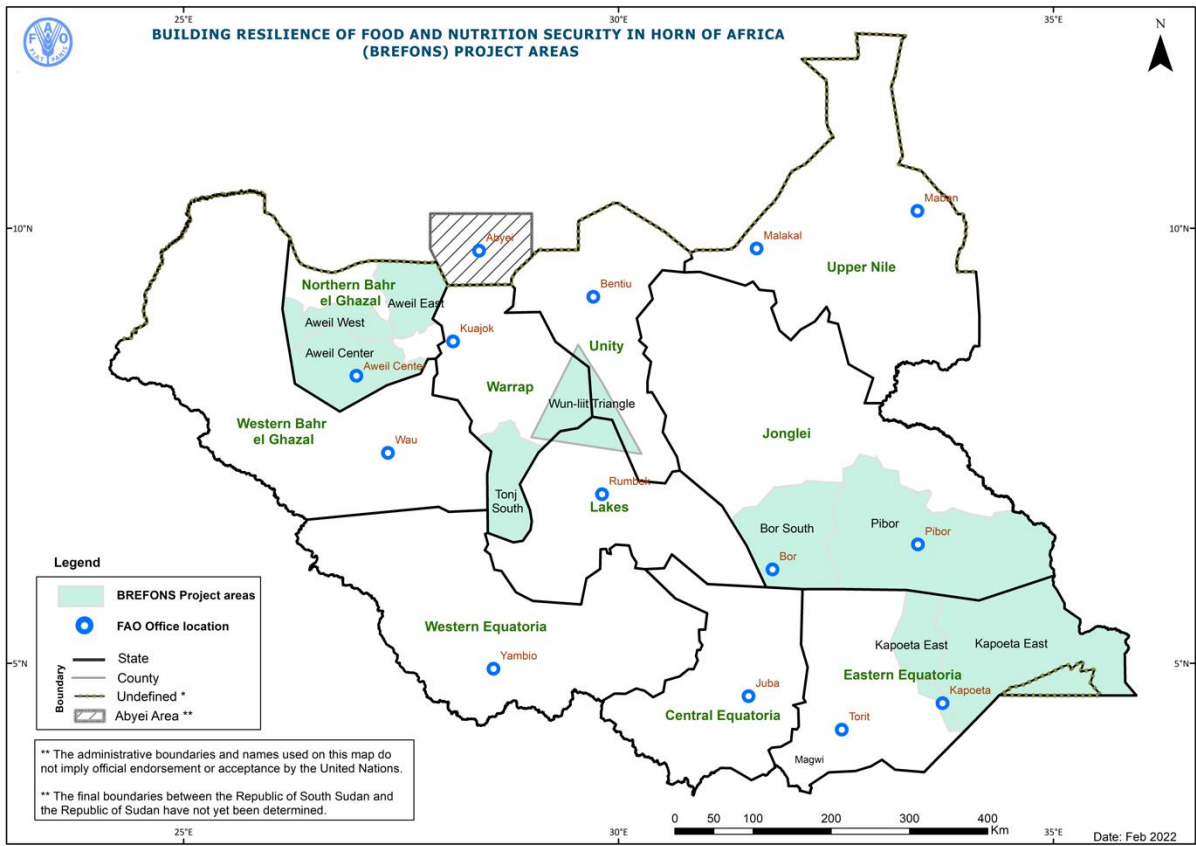 25°E
30°E
35°E
F A O
FIAT PANIS
BUILDING RESILIENCE OF FOOD AND NUTRITION SECURITY IN HORN OF AFRICA
(BREFONS) PROJECT AREAS
N
10°N
10°N
Maban
Malakal
Upper Nile
Abyei
Bentiu
Northern Bahr
el Ghazal
Aweil East
Aweil West
Kuajok
Unity
Aweil Center
Aweil Center
Warrap
Wun-liit Triangle
Western Bahr
el Ghazal
Wau
Jonglei
Rumbek
Tonj
South
Lakes
Bor South
Pibor
Pibor
Bor
Western Equatoria
Yambio
Kapoeta East
Kapoeta East
Eastern Equatoria
5°N
5°N
Juba
Kapoeta
Central Equatoria
Torit
Magwi
Legend
BREFONS Project areas
FAO Office location
Boundary
State
County
Undefined *
Abyei Area **
** The administrative boundaries and names used on this map do
not imply official endorsement or acceptance by the United Nations.
** The final boundaries between the Republic of South Sudan and
the Republic of Sudan have not yet been determined.
0 50 100 200 300 400
Km
25°E
30°E
35°E
Date: Feb 2022